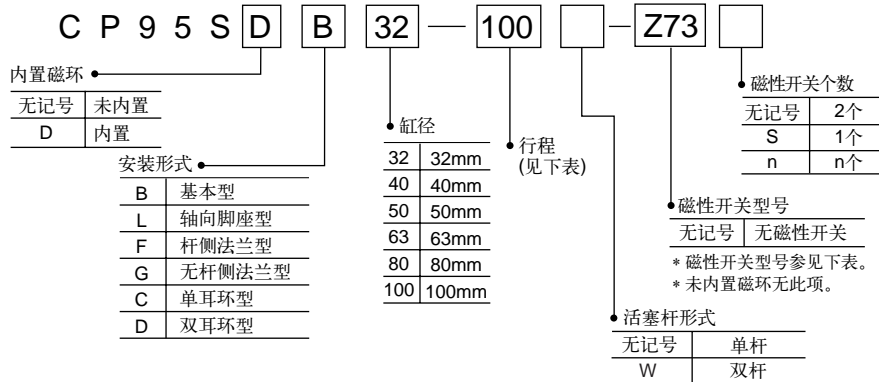 CP95S D B 32 — 100 — Z73
内置磁环
无记号 未内置
D 内置
安装形式
B 基本型
L 轴向脚座型
F 杆侧法兰型
G 无杆侧法兰型
C 单耳环型
D 双耳环型
缸径
32 32mm
40 40mm
50 50mm
63 63mm
80 80mm
100 100mm
行程
(见下表)
磁性开关个数
无记号 2个
S 1个
n n个
磁性开关型号
无记号 无磁性开关
* 磁性开关型号参见下表。
* 未内置磁环无此项。
活塞杆形式
无记号 单杆
W 双杆